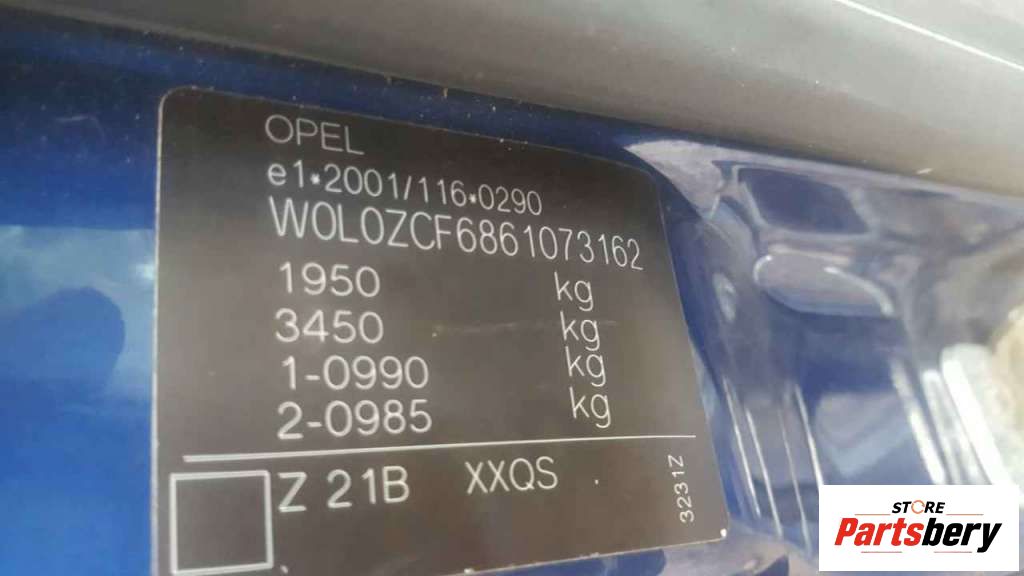 OPEL
e1*2001/116*0290
W0L0ZCF6861073162
1950 kg
3450 kg
1-0990 kg
2-0985 kg
Z 21B XXQS
3231Z
STORE
Partsbery